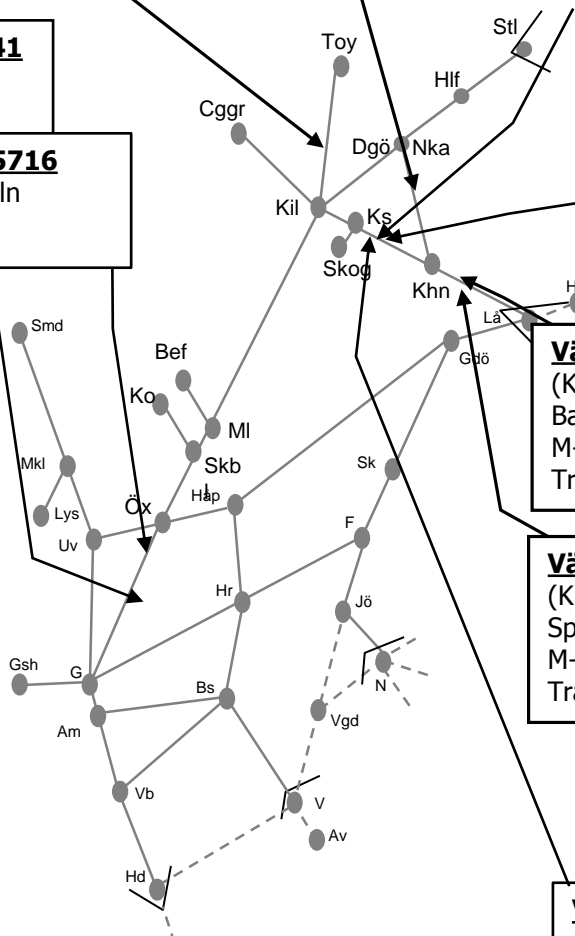 41
5716
ln
Stl
Toy
Hlf
Cggr
Dgö
Nka
Kil
Ks
Skog
Khn
H
Lå
Gdö
Smd
Bef
Ko
Ml
Skb
l
Mkl
Lys
Öx
Håp
Uv
Sk
F
Hr
Jö
Gsh
G
N
Bs
Am
Vgd
Vb
V
Av
Hd
Vä
(K
Ba
M-
Tr
Vä
(K
Sp
M-
Tra